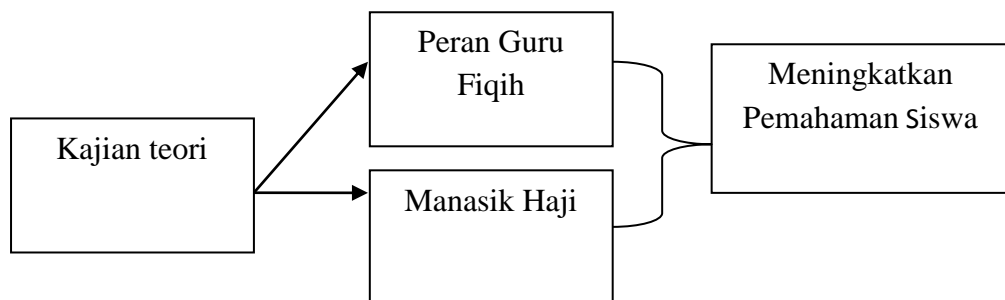 Kajian teori
Peran Guru
Fiqih
Manasik Haji
Meningkatkan
Pemahaman Siswa